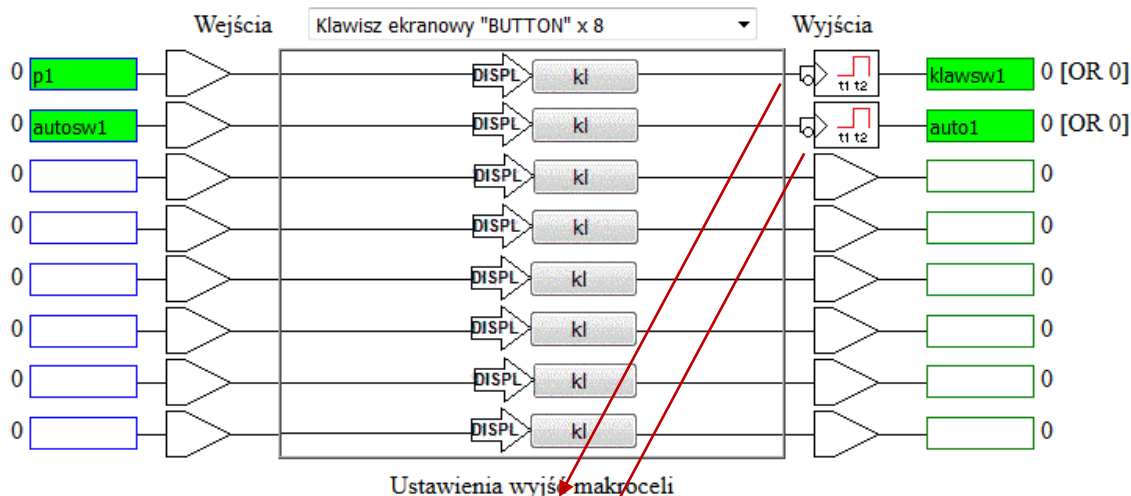 Wejścia Klawisz ekranowy "BUTTON" x 8 Wyjścia
0 p1 DISPL kl t1 t2 klawsw1 0 [OR 0]
0 autosw1 DISPL kl t1 t2 auto1 0 [OR 0]
0 DISPL kl 0
0 DISPL kl 0
0 DISPL kl 0
0 DISPL kl 0
0 DISPL kl 0
0 DISPL kl 0
Ustawienia wyjść makroceli